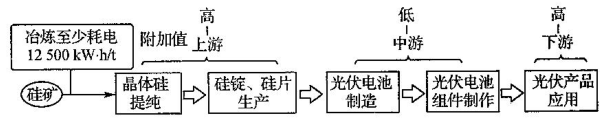 冶炼至少耗电
12 500 kW·h/t
硅矿
附加值
高
上游
低
中游
高
下游
晶体硅
提纯
硅锭、硅片
生产
光伏电池
制造
光伏电池
组件制作
光伏产品
应用